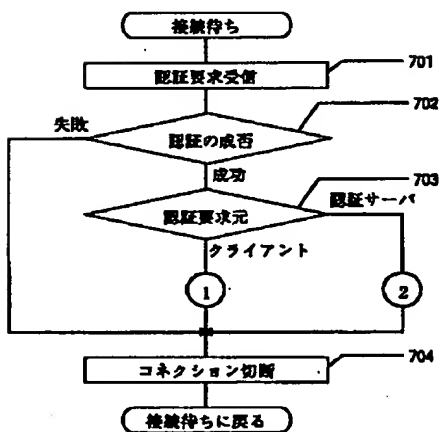 接続待ち
認証要求受信
701
702
失敗
認証の成否
成功
703
認証要求元
認証サーバ
クライアント
1
2
704
コネクション切断
接続待ちに戻る